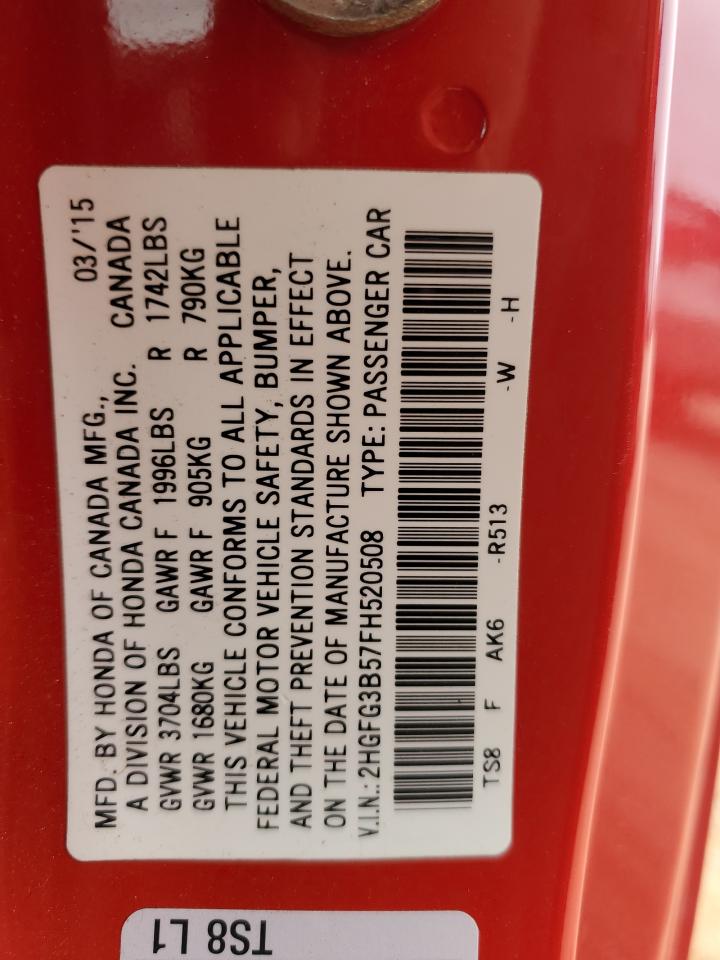 MFD. BY HONDA OF CANADA MFG., 03/'15
A DIVISION OF HONDA CANADA INC. CANADA
GVWR 3704LBS GAWR F 1996LBS R 1742LBS
GVWR 1680KG GAWR F 905KG R 790KG
THIS VEHICLE CONFORMS TO ALL APPLICABLE
FEDERAL MOTOR VEHICLE SAFETY, BUMPER,
AND THEFT PREVENTION STANDARDS IN EFFECT
ON THE DATE OF MANUFACTURE SHOWN ABOVE.
V.I.N.: 2HGFG3B57FH520508 TYPE: PASSENGER CAR
TS8 F AK6 -R513 -W -H
TS8 L1